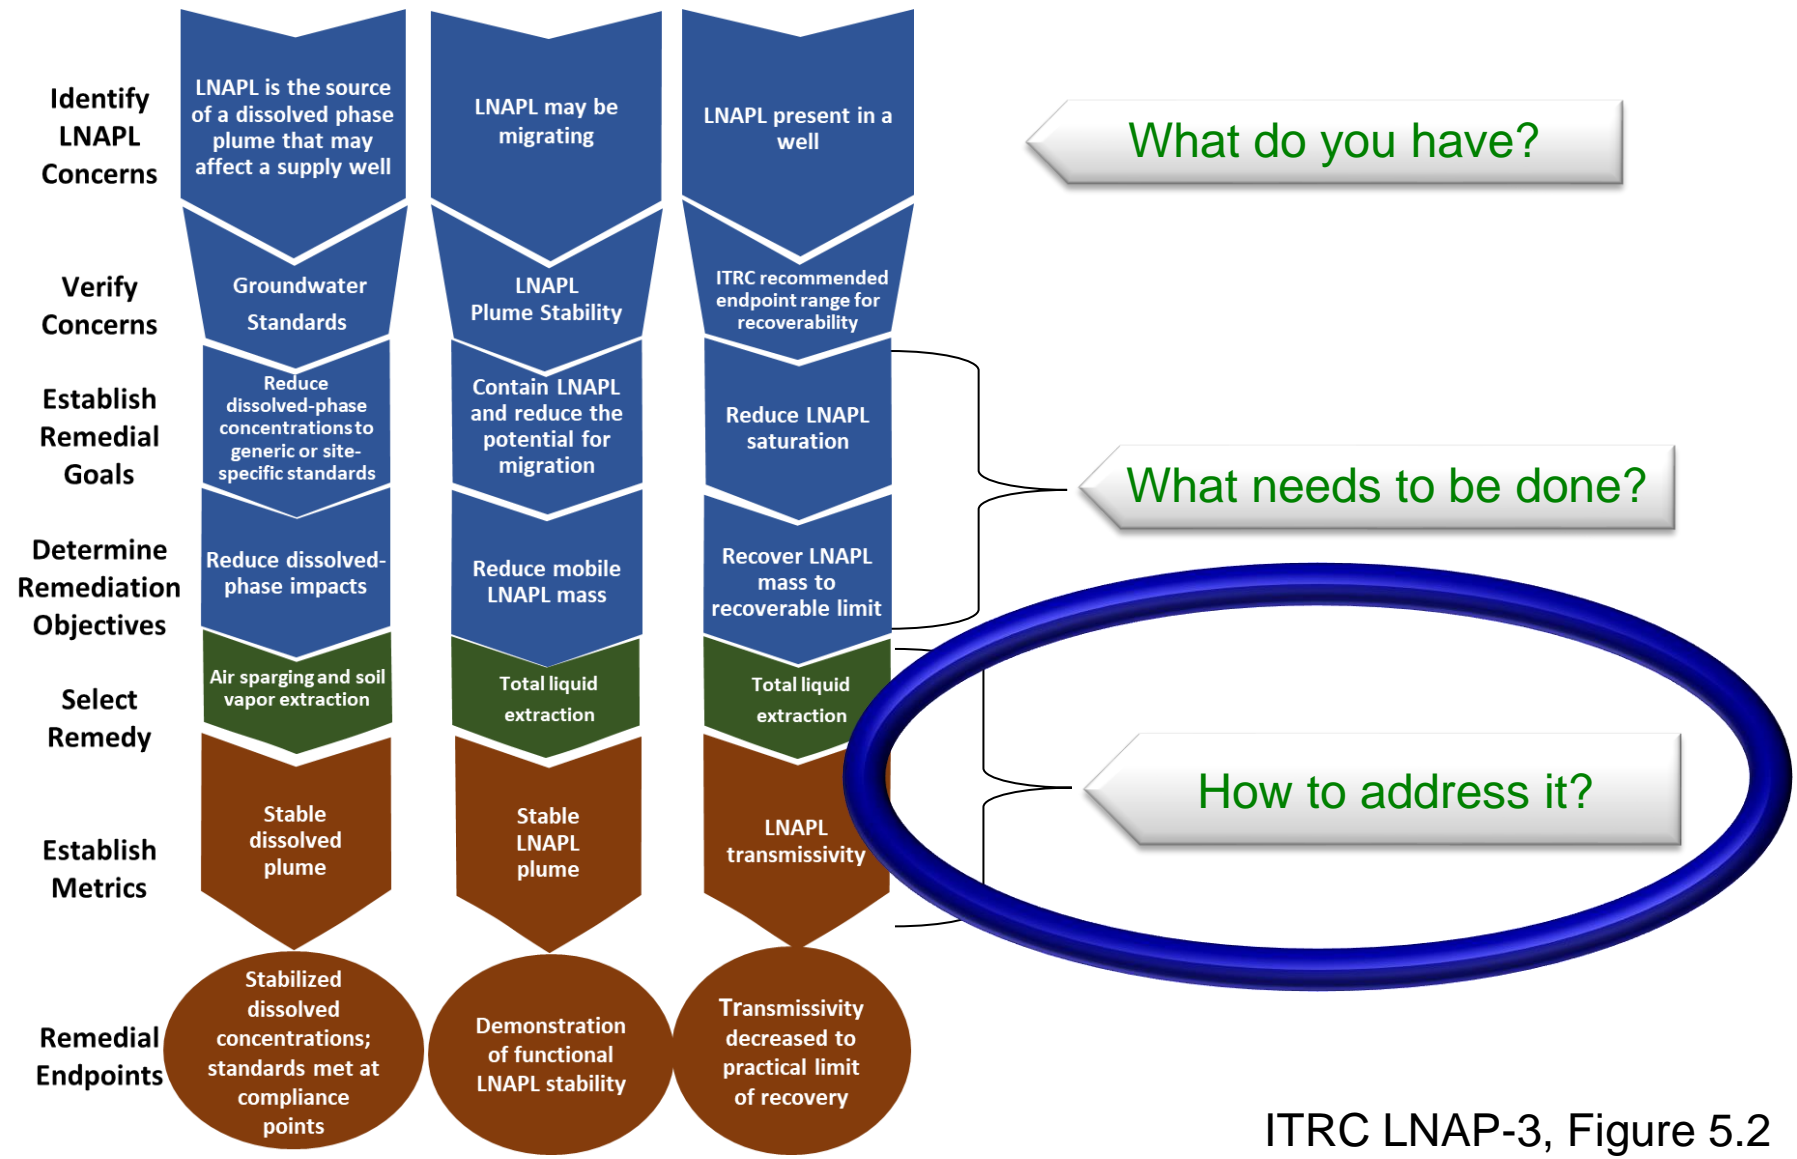 Identify
LNAPL
Concerns
LNAPL is the source
of a dissolved phase
plume that may
affect a supply well
LNAPL may be
migrating
LNAPL present in a
well
What do you have?
Verify
Concerns
Groundwater
Standards
LNAPL
Plume Stability
ITRC recommended
endpoint range for
recoverability
Establish
Remedial
Goals
Reduce
dissolved-phase
concentrations to
generic or site-
specific standards
Contain LNAPL
and reduce the
potential for
migration
Reduce LNAPL
saturation
What needs to be done?
Determine
Remediation
Objectives
Reduce dissolved-
phase impacts
Reduce mobile
LNAPL mass
Recover LNAPL
mass to
recoverable limit
Select
Remedy
Air sparging and soil
vapor extraction
Total liquid
extraction
Total liquid
extraction
How to address it?
Establish
Metrics
Stable
dissolved
plume
Stable
LNAPL
plume
LNAPL
transmissivity
Remedial
Endpoints
Stabilized
dissolved
concentrations;
standards met at
compliance
points
Demonstration
of functional
LNAPL stability
Transmissivity
decreased to
practical limit
of recovery
ITRC LNAP-3, Figure 5.2